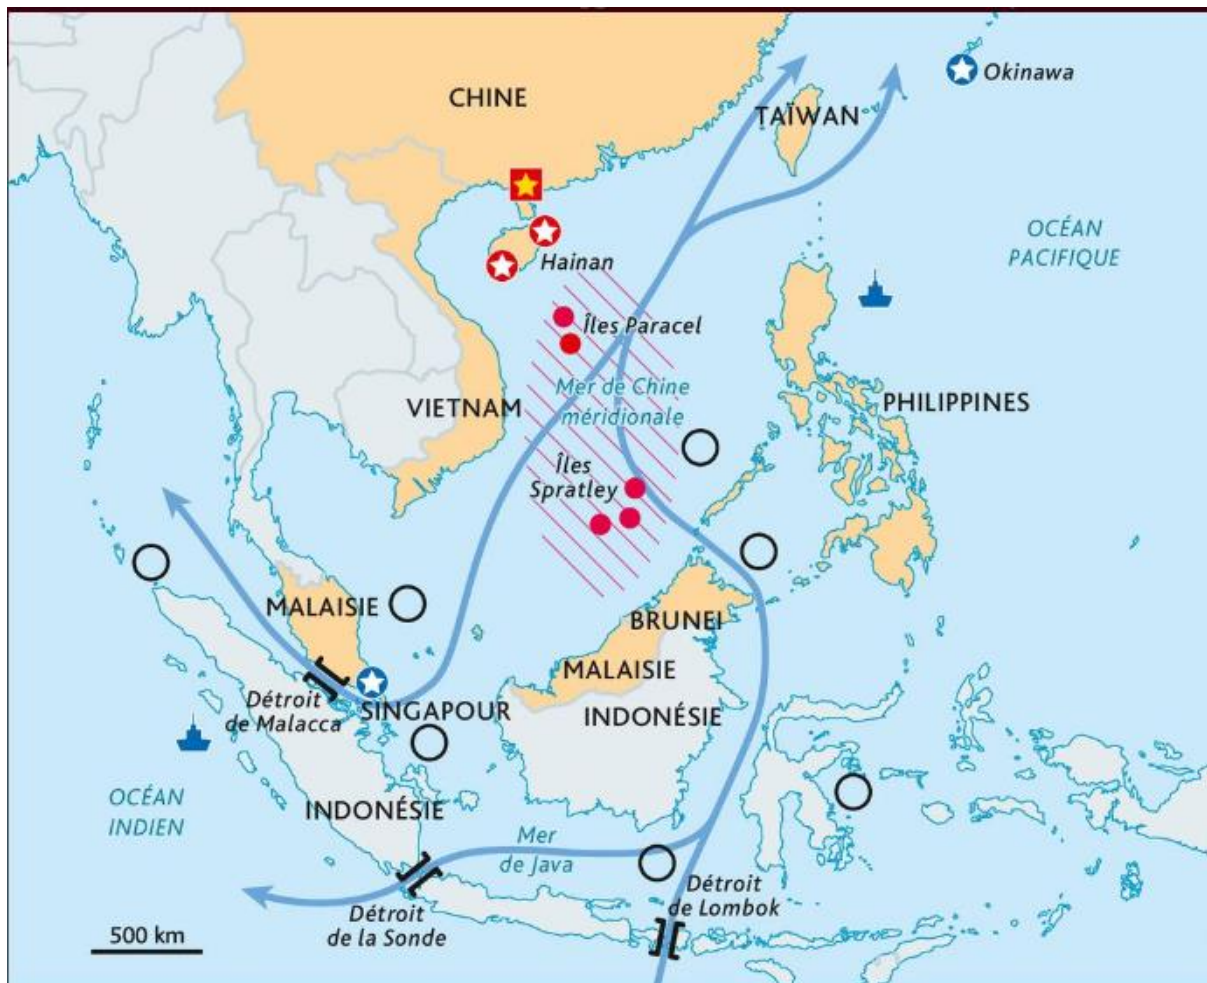 Okinawa
CHINE
TAÏWAN
OCÉAN
PACIFIQUE
Hainan
Îles Paracel
Mer de Chine
méridionale
VIETNAM
PHILIPPINES
Îles
Spratley
MALAISIE
BRUNEI
MALAISIE
Détroit
de Malacca
SINGAPOUR
INDONÉSIE
OCÉAN
INDIEN
INDONÉSIE
Mer
de Java
Détroit
de Lombok
Détroit
de la Sonde
500 km